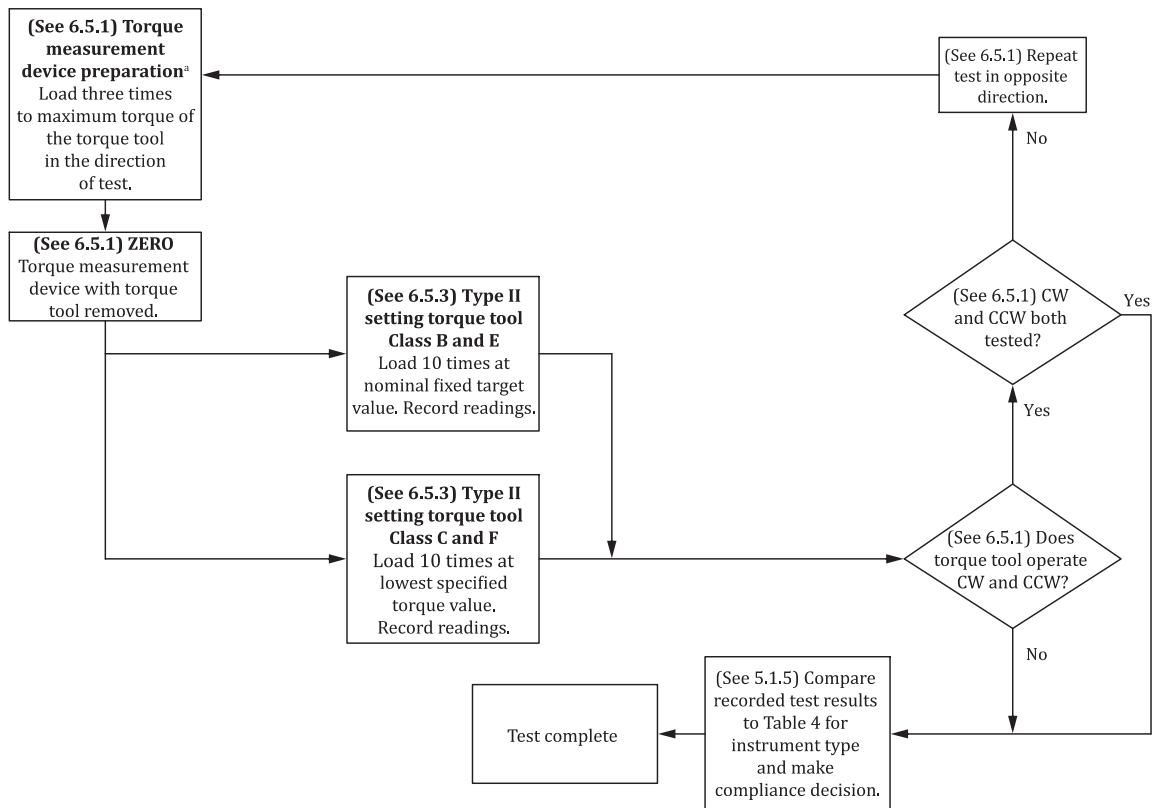 (See 6.5.1) Torque
measurement
device preparationᵃ
Load three times
to maximum torque of
the torque tool
in the direction
of test.
(See 6.5.1) Repeat
test in opposite
direction.
No
(See 6.5.1) ZERO
Torque measurement
device with torque
tool removed.
(See 6.5.3) Type II
setting torque tool
Class B and E
Load 10 times at
nominal fixed target
value. Record readings.
(See 6.5.1) CW
and CCW both
tested?
Yes
Yes
(See 6.5.3) Type II
setting torque tool
Class C and F
Load 10 times at
lowest specified
torque value.
Record readings.
(See 6.5.1) Does
torque tool operate
CW and CCW?
No
(See 5.1.5) Compare
recorded test results
to Table 4 for
instrument type
and make
compliance decision.
Test complete